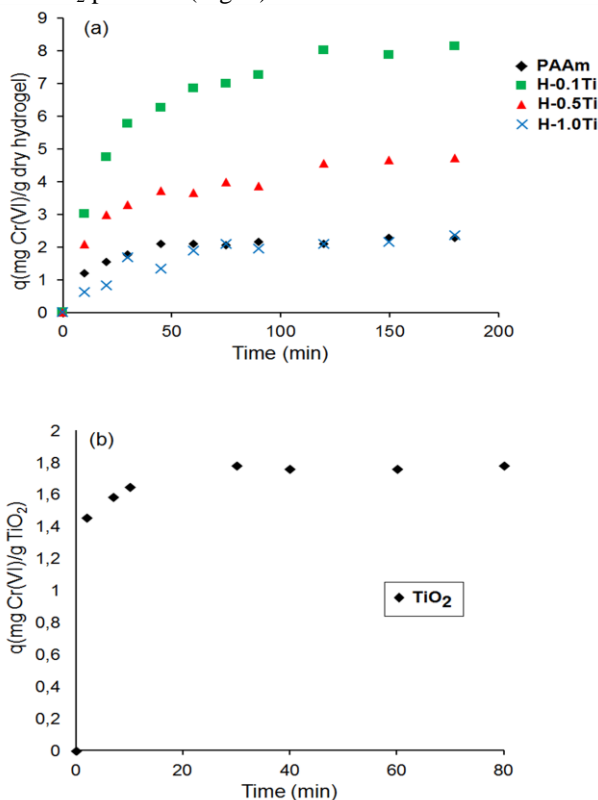 (a)
q(mg Cr(VI)/g dry hydrogel)
9
8
7
6
5
4
3
2
1
0
0 50 100 150 200
Time (min)
PAAm
H-0.1Ti
H-0.5Ti
H-1.0Ti
(b)
q(mg Cr(VI)/g TiO2)
2
1,8
1,6
1,4
1,2
1
0,8
0,6
0,4
0,2
0
TiO2
0 20 40 60 80
Time (min)